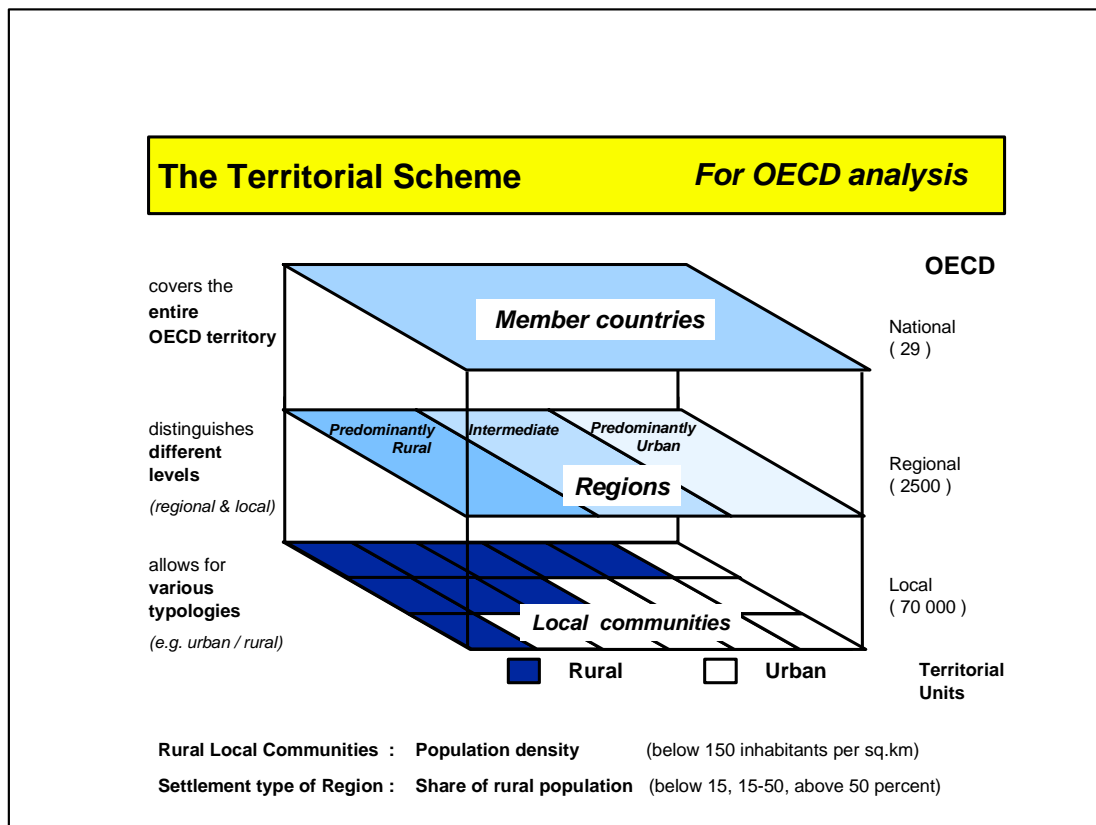 The Territorial Scheme For OECD analysis
OECD
covers the
entire
OECD territory
Member countries
National
( 29 )
distinguishes
different
levels
(regional & local)
Predominantly
Rural
Intermediate
Predominantly
Urban
Regions
Regional
( 2500 )
allows for
various
typologies
(e.g. urban / rural)
Local communities
Local
( 70 000 )
Rural Urban
Territorial
Units
Rural Local Communities : Population density (below 150 inhabitants per sq.km)
Settlement type of Region : Share of rural population (below 15, 15-50, above 50 percent)